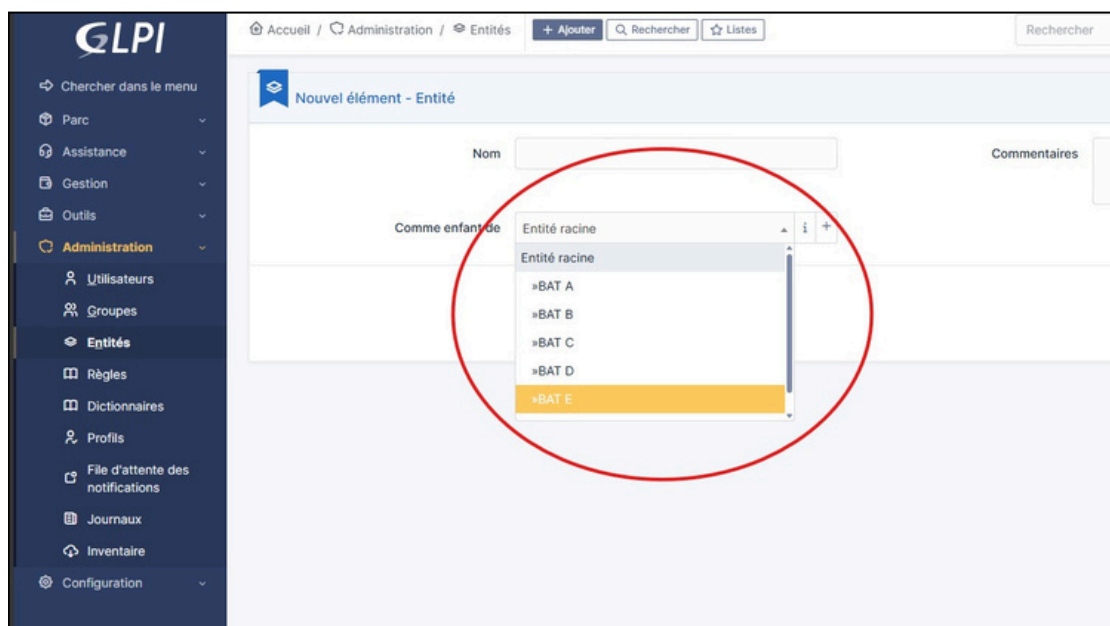 GLPI
Accueil / Administration / Entités
+ Ajouter
Rechercher
Listes
Rechercher
Chercher dans le menu
Parc
Assistance
Gestion
Outils
Administration
Utilisateurs
Groupes
Entités
Règles
Dictionnaires
Profils
File d'attente des
notifications
Journaux
Inventaire
Configuration
Nouvel élément - Entité
Nom
Commentaires
Comme enfant de
Entité racine
i +
Entité racine
»BAT A
»BAT B
»BAT C
»BAT D
»BAT E